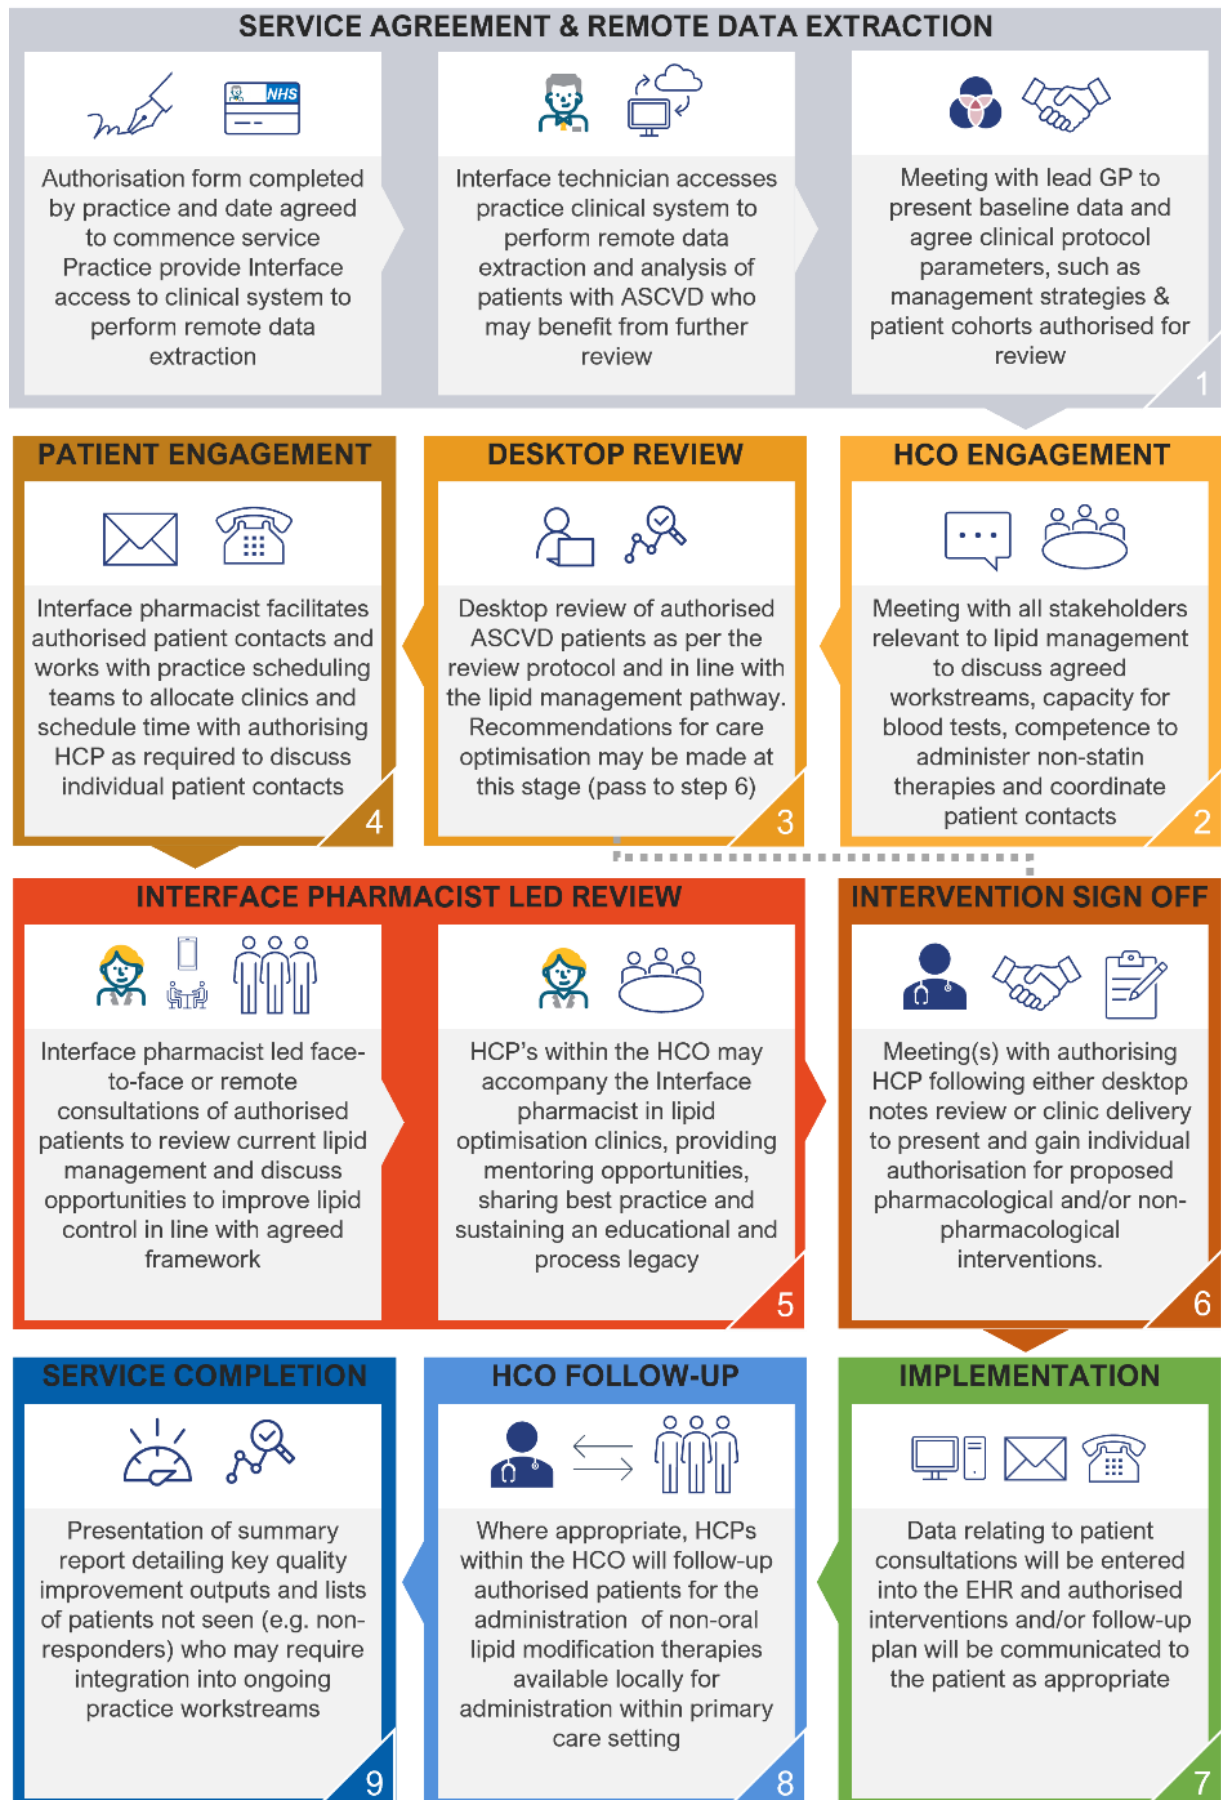 SERVICE AGREEMENT & REMOTE DATA EXTRACTION
NHS
Authorisation form completed
by practice and date agreed
to commence service
Practice provide Interface
access to clinical system to
perform remote data
extraction
Interface technician accesses
practice clinical system to
perform remote data
extraction and analysis of
patients with ASCVD who
may benefit from further
review
Meeting with lead GP to
present baseline data and
agree clinical protocol
parameters, such as
management strategies &
patient cohorts authorised for
review
1
HCO ENGAGEMENT
Meeting with all stakeholders
relevant to lipid management
to discuss agreed
workstreams, capacity for
blood tests, competence to
administer non-statin
therapies and coordinate
patient contacts
2
DESKTOP REVIEW
Desktop review of authorised
ASCVD patients as per the
review protocol and in line with
the lipid management pathway.
Recommendations for care
optimisation may be made at
this stage (pass to step 6)
3
PATIENT ENGAGEMENT
Interface pharmacist facilitates
authorised patient contacts and
works with practice scheduling
teams to allocate clinics and
schedule time with authorising
HCP as required to discuss
individual patient contacts
4
INTERFACE PHARMACIST LED REVIEW
Interface pharmacist led face-
to-face or remote
consultations of authorised
patients to review current lipid
management and discuss
opportunities to improve lipid
control in line with agreed
framework
HCP's within the HCO may
accompany the Interface
pharmacist in lipid
optimisation clinics, providing
mentoring opportunities,
sharing best practice and
sustaining an educational and
process legacy
5
INTERVENTION SIGN OFF
Meeting(s) with authorising
HCP following either desktop
notes review or clinic delivery
to present and gain individual
authorisation for proposed
pharmacological and/or non-
pharmacological
interventions.
6
IMPLEMENTATION
Data relating to patient
consultations will be entered
into the EHR and authorised
interventions and/or follow-up
plan will be communicated to
the patient as appropriate
7
HCO FOLLOW-UP
Where appropriate, HCPs
within the HCO will follow-up
authorised patients for the
administration of non-oral
lipid modification therapies
available locally for
administration within primary
care setting
8
SERVICE COMPLETION
Presentation of summary
report detailing key quality
improvement outputs and lists
of patients not seen (e.g. non-
responders) who may require
integration into ongoing
practice workstreams
9